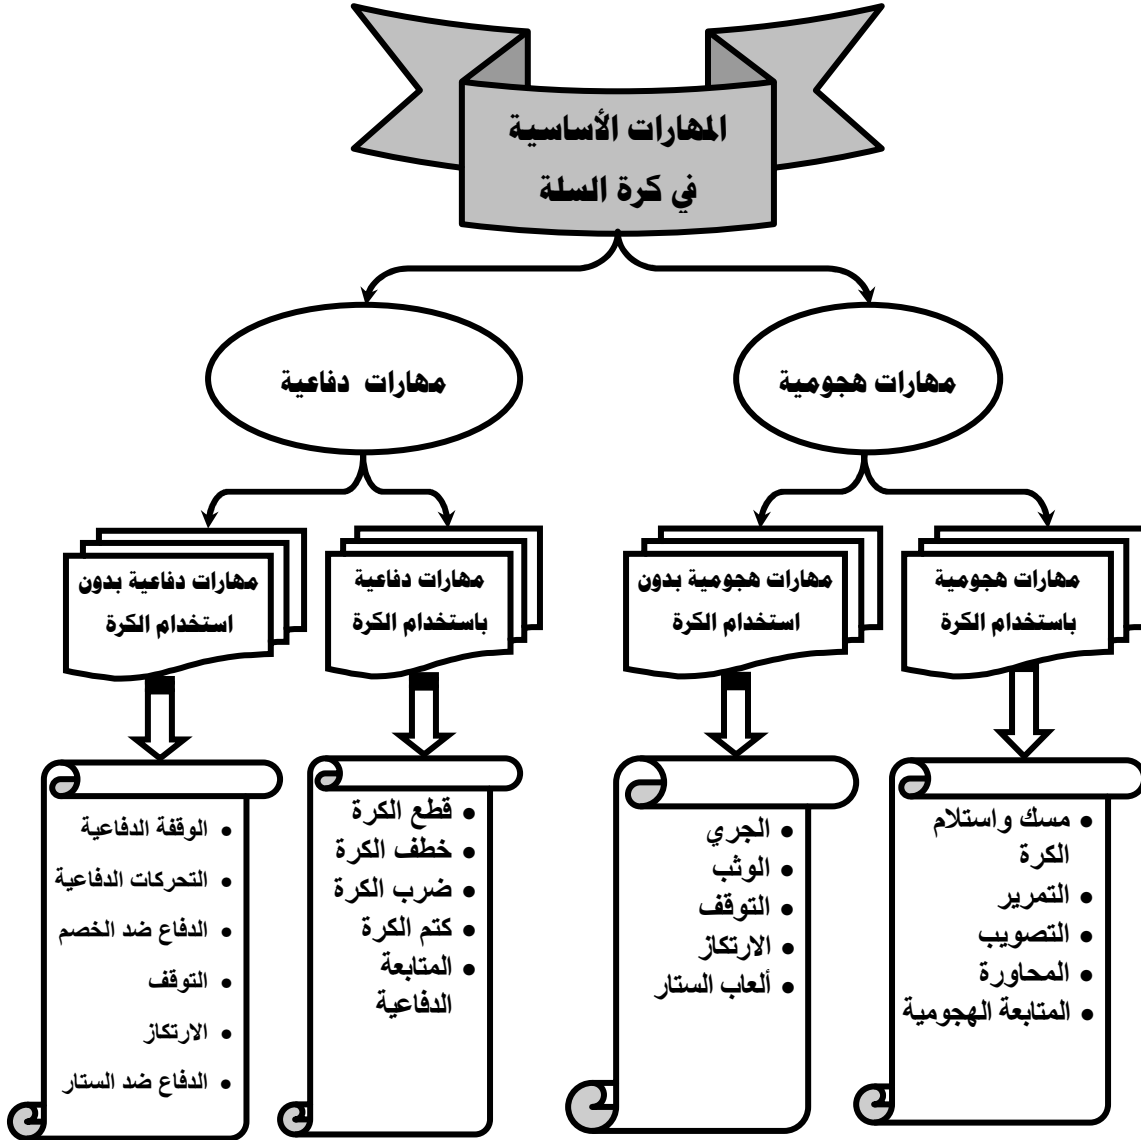 المهارات الأساسية
في كرة السلة
مهارات هجومية
مهارات دفاعية
مهارات هجومية
باستخدام الكرة
مهارات هجومية بدون
استخدام الكرة
مهارات دفاعية
باستخدام الكرة
مهارات دفاعية بدون
استخدام الكرة
• مسك واستلام
الكرة
• التمرير
• التصويب
• المحاورة
• المتابعة الهجومية
• الجري
• الوثب
• التوقف
• الارتكاز
• ألعاب الستار
• قطع الكرة
• خطف الكرة
• ضرب الكرة
• كتم الكرة
• المتابعة
الدفاعية
• الوقفة الدفاعية
• التحركات الدفاعية
• الدفاع ضد الخصم
• التوقف
• الارتكاز
• الدفاع ضد الستار